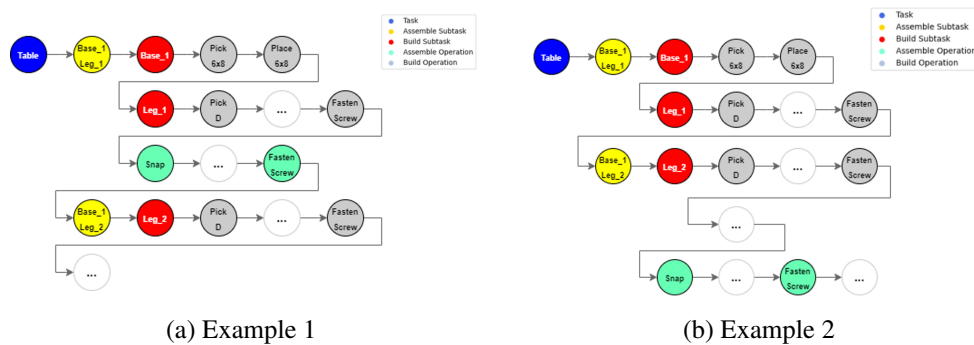 Task
Assemble Subtask
Build Subtask
Assemble Operation
Build Operation
Table
Base_1
Leg_1
Base_1
Pick
6x8
Place
6x8
Leg_1
Pick
D
...
Fasten
Screw
Snap
...
Fasten
Screw
Base_1
Leg_2
Leg_2
Pick
D
...
Fasten
Screw
...
(a) Example 1
Task
Assemble Subtask
Build Subtask
Assemble Operation
Build Operation
Table
Base_1
Leg_1
Base_1
Pick
6x8
Place
6x8
Leg_1
Pick
D
...
Fasten
Screw
Base_1
Leg_2
Leg_2
Pick
D
...
Fasten
Screw
...
Snap
...
Fasten
Screw
...
(b) Example 2